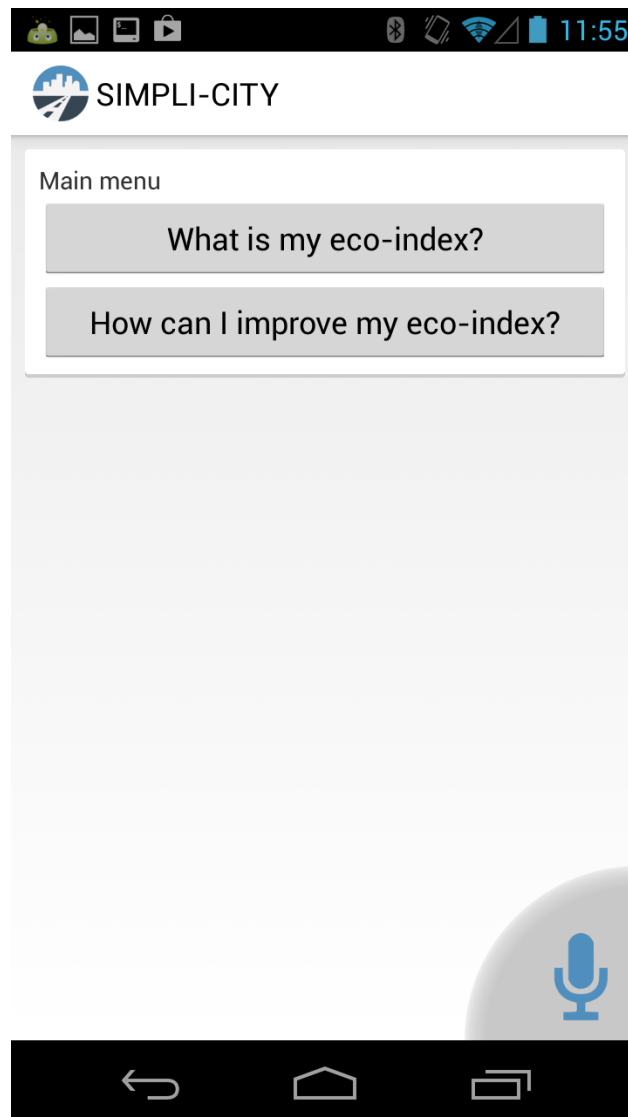 11:55
SIMPLI-CITY
Main menu
What is my eco-index?
How can I improve my eco-index?